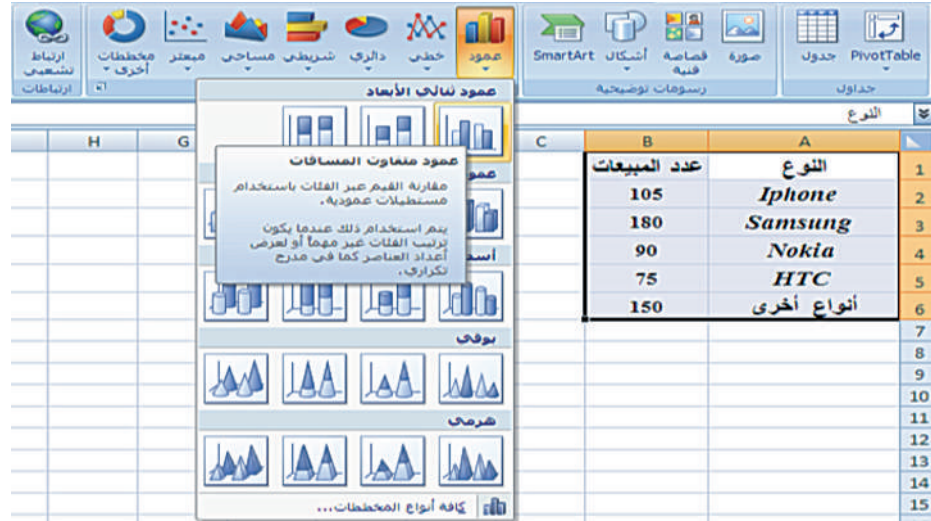 PivotTable جدول صورة قصاصة فنية أشكال SmartArt عمود خطي دائري شريطي مساحي مبعثر مخططات أخرى ارتباط تشعبي
جداول رسومات توضيحية ارتباطات
النوع
عمود ثنائي الأبعاد
A B C G H
عمود متفاوت المسافات
مقارنة القيم عبر الفئات باستخدام
مستطيلات عمودية.
يتم استخدام ذلك عندما يكون
ترتيب الفئات غير مهماً أو لعرض
أعداد العناصر كما في مدرج
تكراري.
1 النوع عدد المبيعات
2 Iphone 105
3 Samsung 180
4 Nokia 90
5 HTC 75
6 أنواع أخرى 150
7
8
9
10
11
12
13
14
15
بوقي
هرمي
كافة أنواع المخططات...